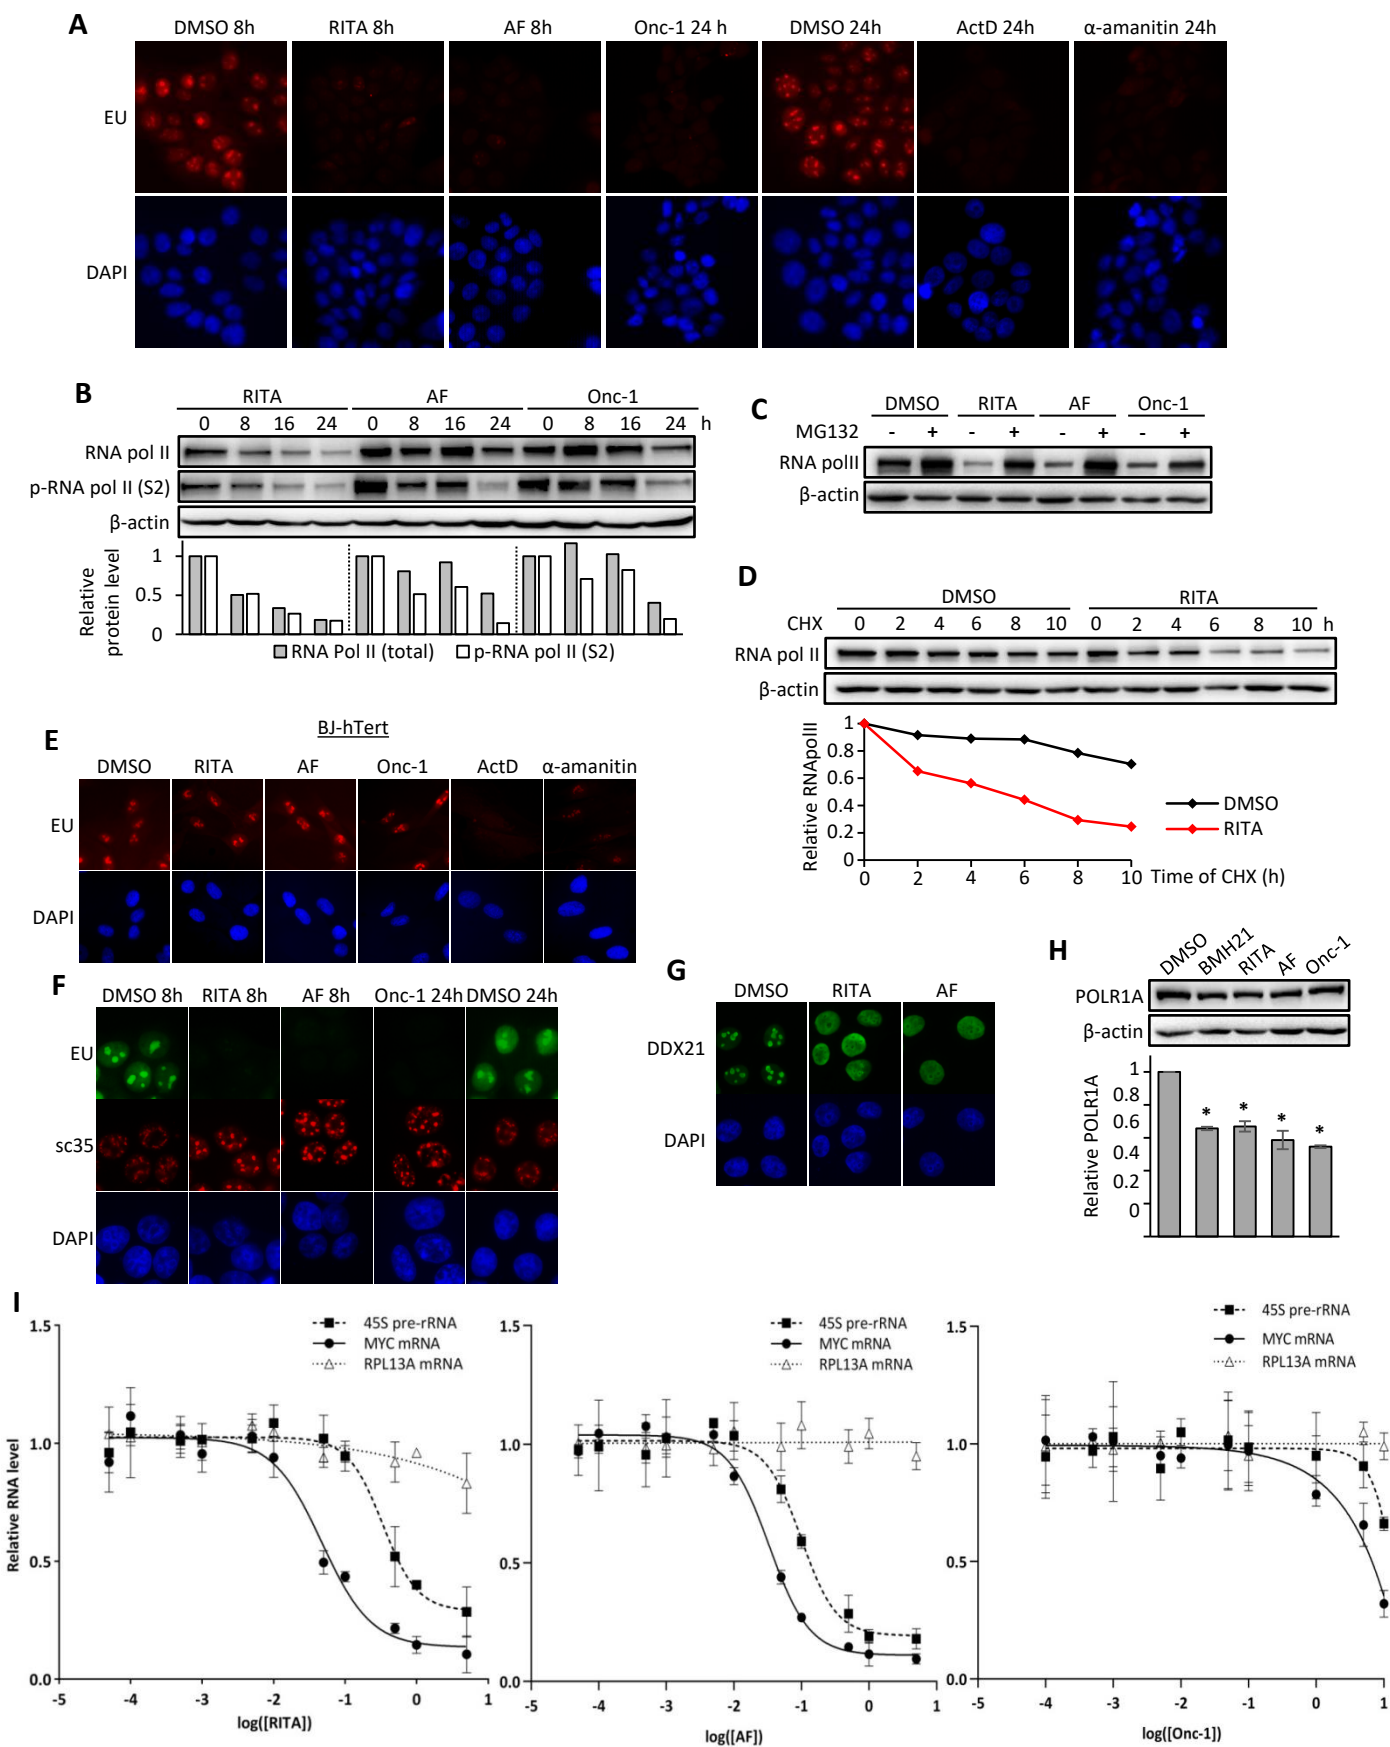 A
DMSO 8h RITA 8h AF 8h Onc-1 24 h DMSO 24h ActD 24h α-amanitin 24h
EU
DAPI
B
RITA AF Onc-1
0 8 16 24 0 8 16 24 0 8 16 24 h
RNA pol II
p-RNA pol II (S2)
β-actin
Relative protein level
1
0.5
0
RNA Pol II (total) p-RNA pol II (S2)
C
DMSO RITA AF Onc-1
MG132 - + - + - + - +
RNA polII
β-actin
D
DMSO RITA
CHX 0 2 4 6 8 10 0 2 4 6 8 10 h
RNA pol II
β-actin
Relative RNApolII
1
0.8
0.6
0.4
0.2
0
DMSO
RITA
0 2 4 6 8 10 Time of CHX (h)
E
BJ-hTert
DMSO RITA AF Onc-1 ActD α-amanitin
EU
DAPI
F
DMSO 8h RITA 8h AF 8h Onc-1 24h DMSO 24h
EU
sc35
DAPI
G
DMSO RITA AF
DDX21
DAPI
H
DMSO BMH21 RITA AF Onc-1
POLR1A
β-actin
Relative POLR1A
1
0.6
0.4
0.2
0
* * * *
I
Relative RNA level
1.5
1.0
0.5
0.0
45S pre-rRNA
MYC mRNA
RPL13A mRNA
-5 -4 -3 -2 -1 0 1
log([RITA])
1.5
1.0
0.5
0.0
45S pre-rRNA
MYC mRNA
RPL13A mRNA
-5 -4 -3 -2 -1 0 1
log([AF])
1.5
1.0
0.5
0.0
45S pre-rRNA
MYC mRNA
RPL13A mRNA
-5 -4 -3 -2 -1 0 1
log([Onc-1])